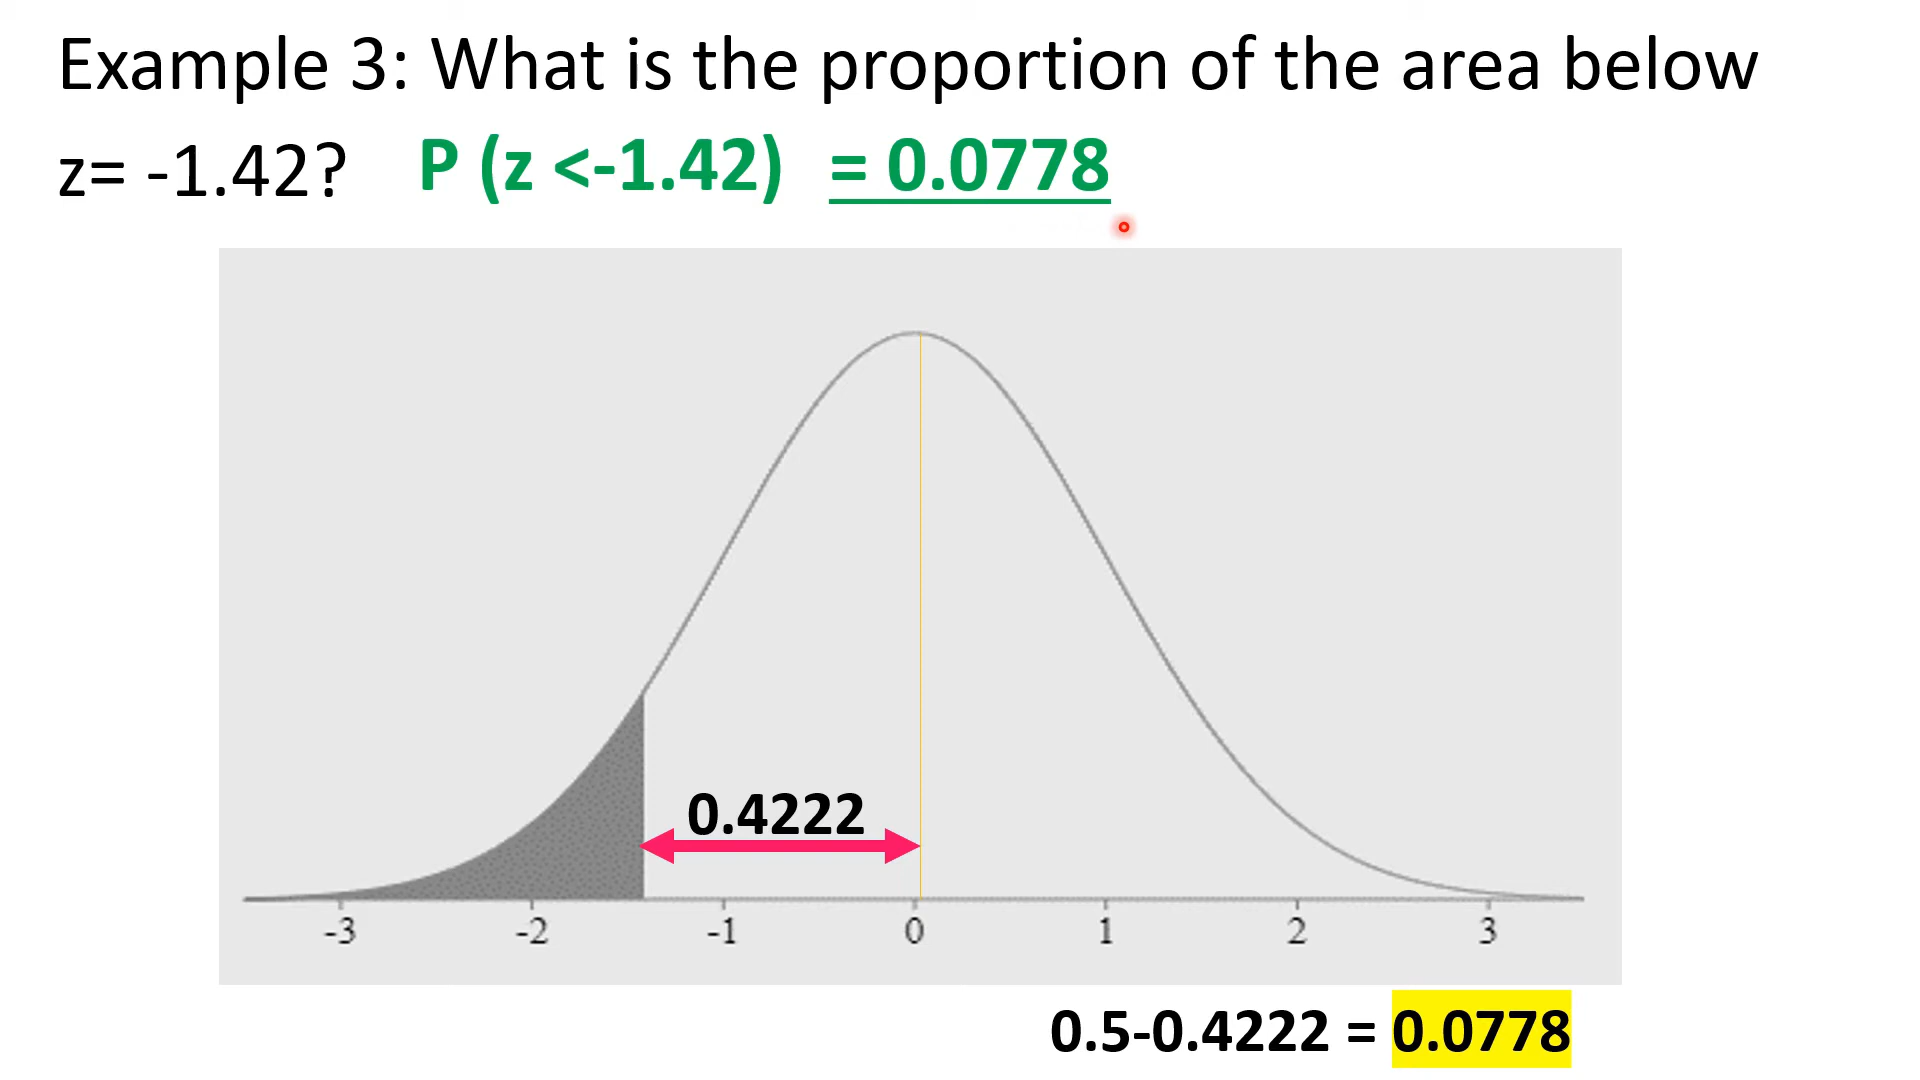 Example 3: What is the proportion of the area below
z= -1.42? P (z <-1.42) = 0.0778
0.4222
-3 -2 -1 0 1 2 3
0.5-0.4222 = 0.0778